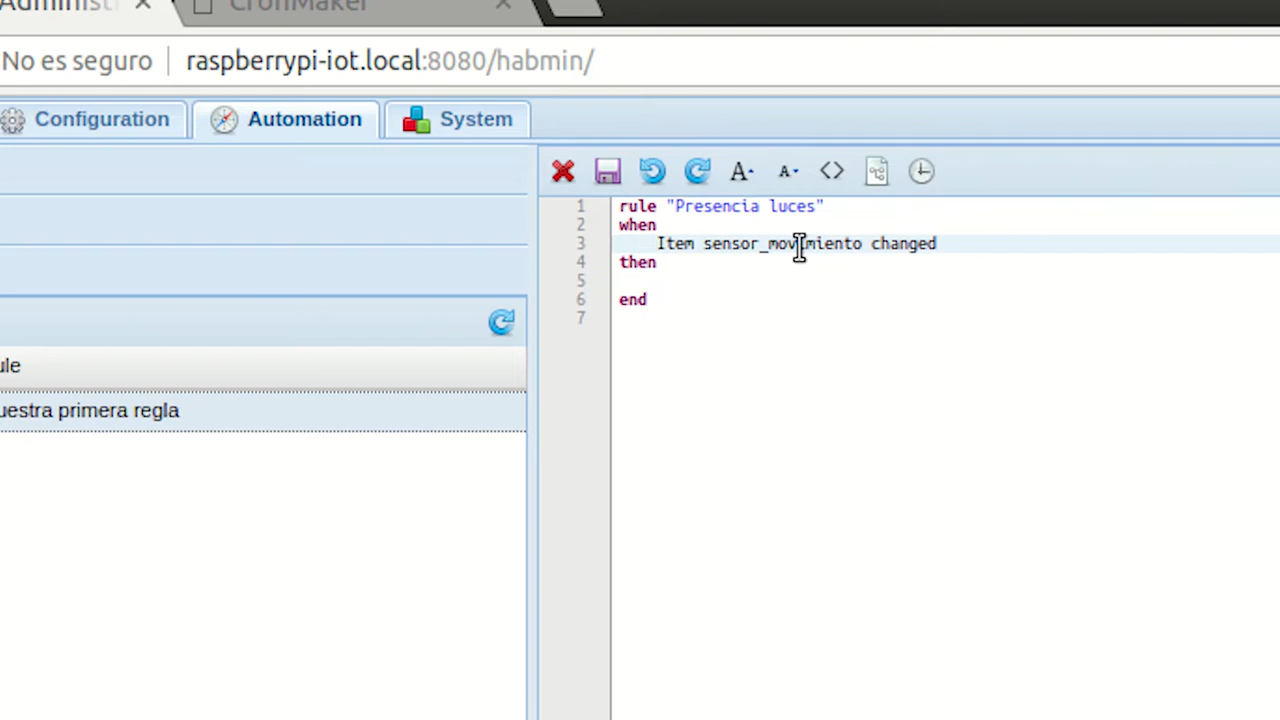 CronMaker
No es seguro raspberrypi-iot.local:8080/habmin/
Configuration Automation System
1 rule "Presencia luces"
2 when
3 Item sensor_movimiento changed
4 then
5
6 end
7
uestra primera regla